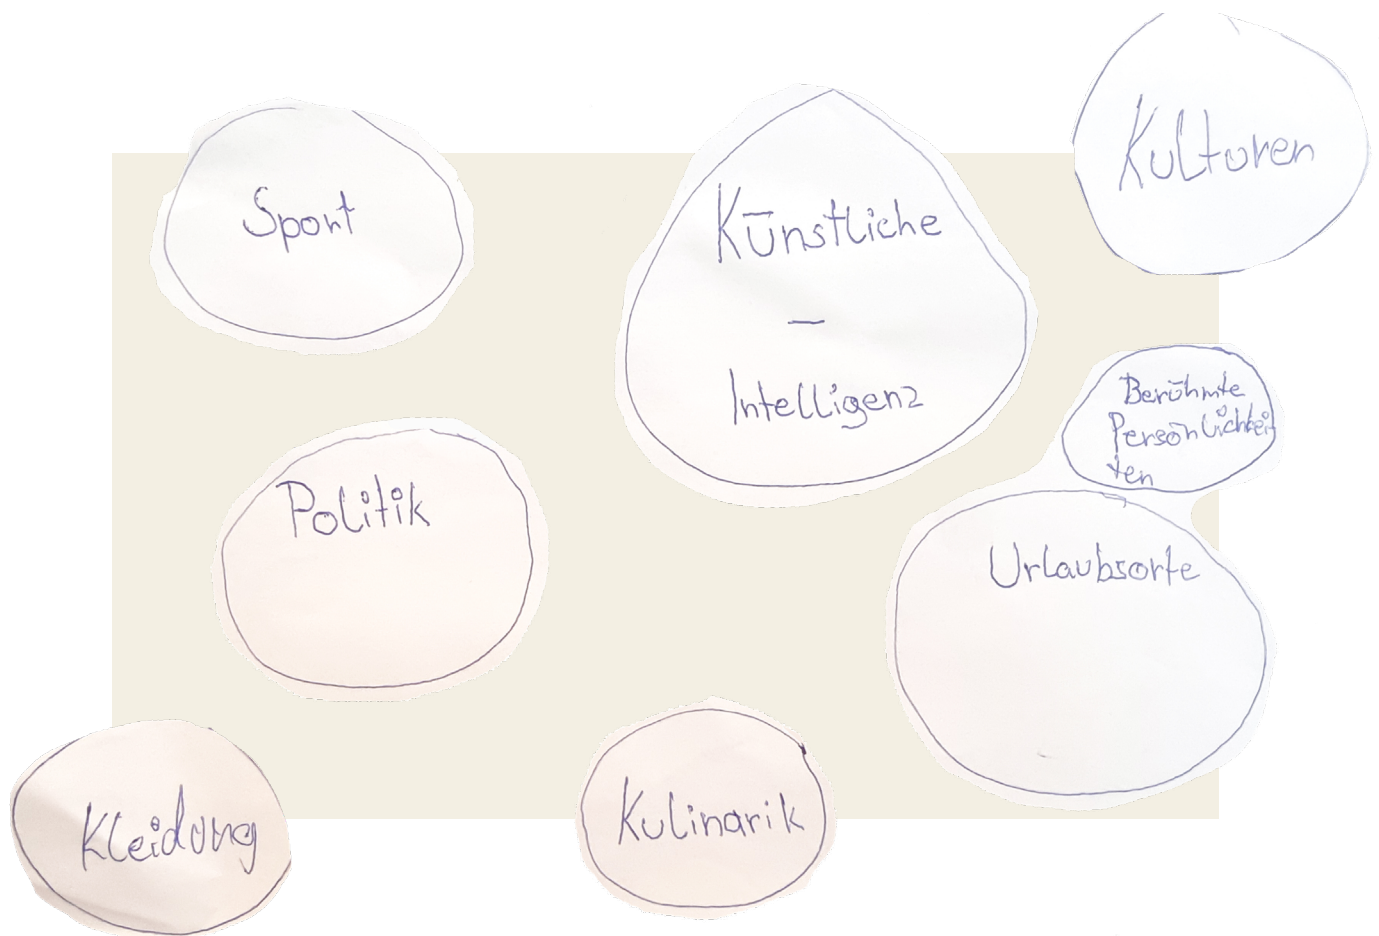 Kulturen
Sport
Künstliche
–
Intelligenz
Berühmte
Persönlichkei
ten
Politik
Urlaubsorte
Kleidung
Kulinarik